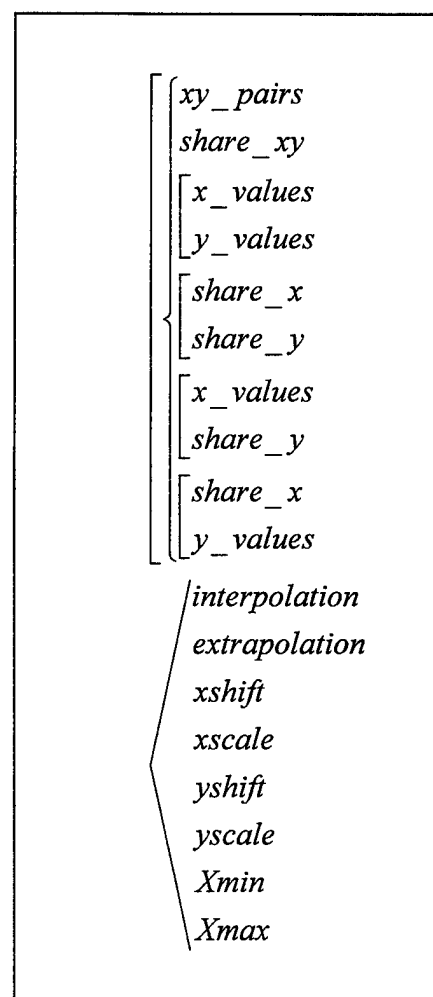 xy_pairs
share_xy
x_values
y_values
share_x
share_y
x_values
share_y
share_x
y_values
interpolation
extrapolation
xshift
xscale
yshift
yscale
Xmin
Xmax